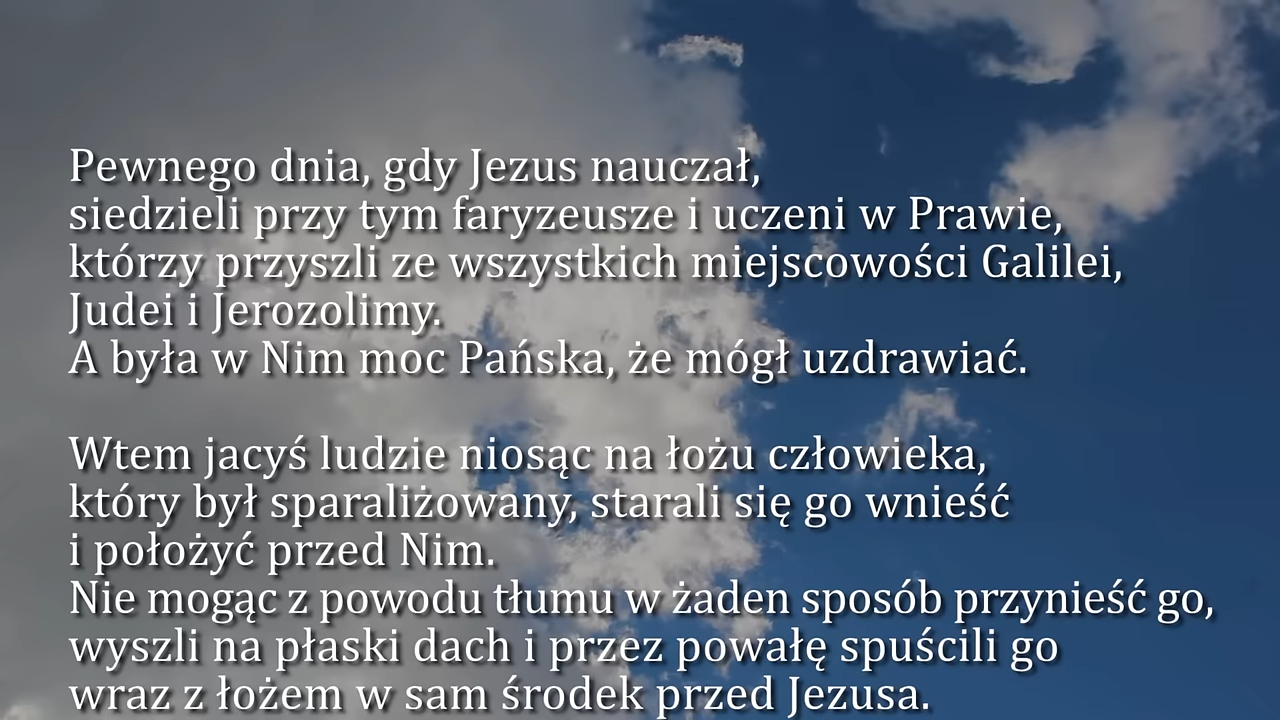 Pewnego dnia, gdy Jezus nauczał,
siedzieli przy tym faryzeusze i uczeni w Prawie,
którzy przyszli ze wszystkich miejscowości Galilei,
Judei i Jerozolimy.
A była w Nim moc Pańska, że mógł uzdrawiać.
Wtem jacyś ludzie niosąc na łożu człowieka,
który był sparaliżowany, starali się go wnieść
i położyć przed Nim.
Nie mogąc z powodu tłumu w żaden sposób przynieść go,
wyszli na płaski dach i przez powałę spuścili go
wraz z łożem w sam środek przed Jezusa.